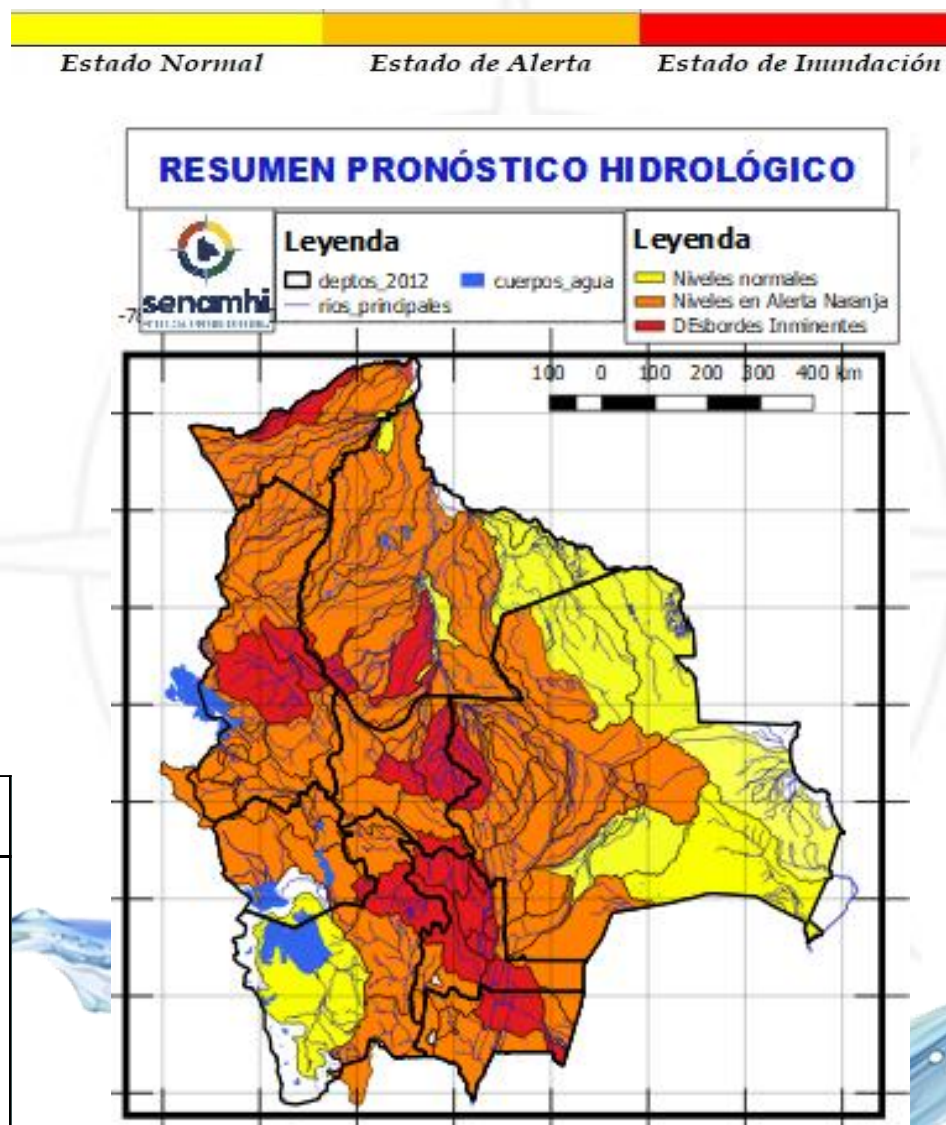 Estado Normal Estado de Alerta Estado de Inundación
RESUMEN PRONÓSTICO HIDROLÓGICO
senamhi
Leyenda
deptos_2012 cuerpos_agua
rios_principales
Leyenda
Niveles normales
Niveles en Alerta Naranja
DEsbordes Inminentes
100 0 100 200 300 400 km